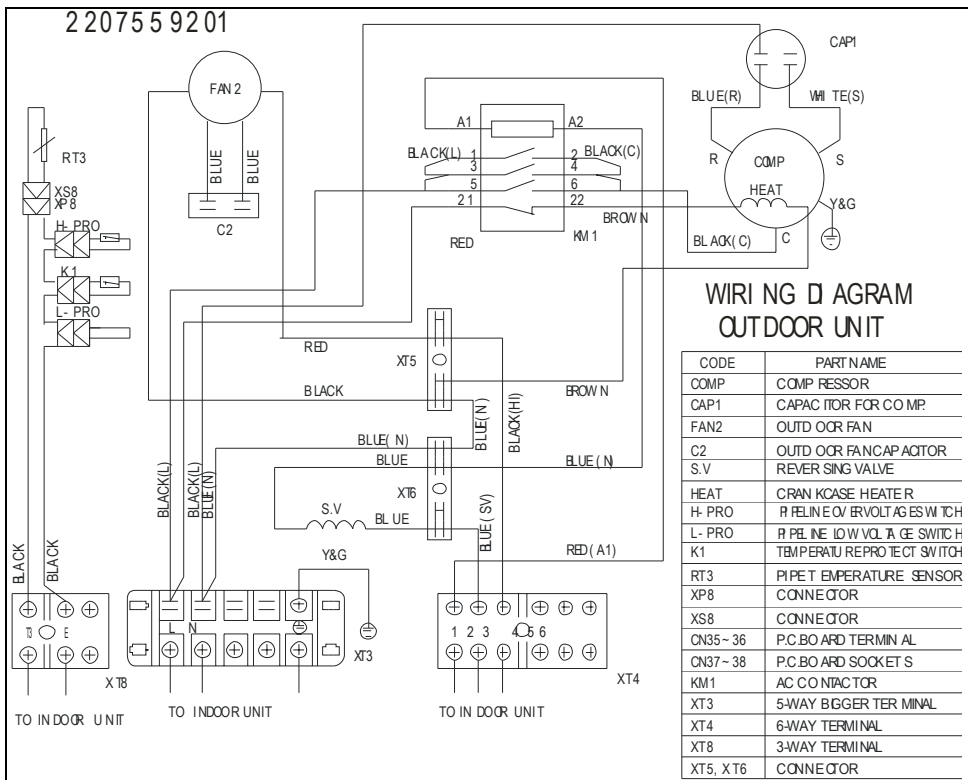 2207559201
CAP1
FAN 2
BLUE(R)
WHITE(S)
A1
A2
RT3
BLACK(L)
1
2
BLACK(C)
3
4
R
COMP
S
BLUE
BLUE
XS8
XP8
5
6
HEAT
21
22
C2
H- PRO
BROWN
Y&G
RED
KM1
BLACK( C)
C
K1
L- PRO
WIRING DIAGRAM
OUTDOOR UNIT
RED
XT5
BLACK
BROWN
BLUE( N)
BLACK(HI)
BLUE( N)
BLUE
BLUE( N)
BLACK(L)
BLACK(L)
BLUE(N)
XT6
S.V
BLUE
BLUE( SV)
Y&G
RED(A1)
BLACK
BLACK
T3
E
L
N
1 2 3 4 5 6
XT8
XT3
XT4
TO INDOOR UNIT
TO INDOOR UNIT
TO INDOOR UNIT
CODE PART NAME
COMP COMPRESSOR
CAP1 CAPACITOR FOR COMP.
FAN2 OUTDOOR FAN
C2 OUTDOOR FAN CAPACITOR
S.V REVERSING VALVE
HEAT CRANKCASE HEATER
H- PRO PIPELINE OVERVOLTAGE SWITCH
L- PRO PIPELINE LOW VOLTAGE SWITCH
K1 TEMPERATURE PROTECT SWITCH
RT3 PIPE TEMPERATURE SENSOR
XP8 CONNECTOR
XS8 CONNECTOR
CN35~36 P.C.BOARD TERMINAL
CN37~38 P.C.BOARD SOCKETS
KM1 AC CONTACTOR
XT3 5-WAY BIGGER TERMINAL
XT4 6-WAY TERMINAL
XT8 3-WAY TERMINAL
XT5, XT6 CONNECTOR